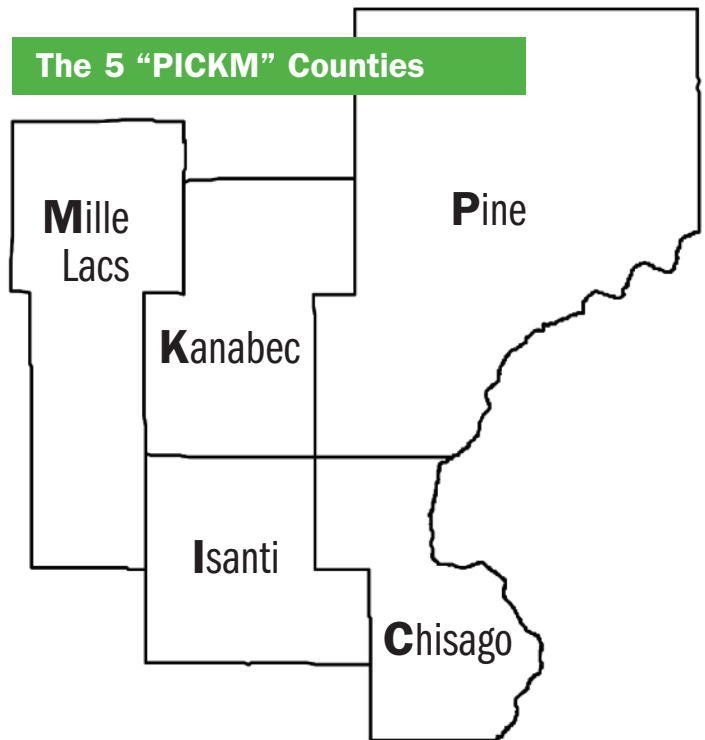 The 5 “PICKM” Counties
Mille
Lacs
Pine
Kanabec
Isanti
Chisago